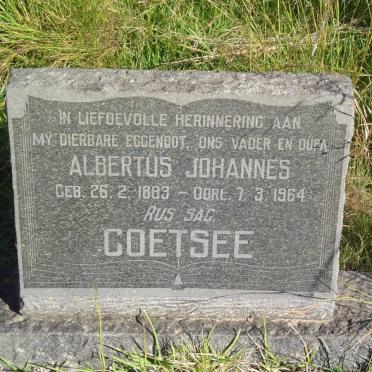 IN LIEFDEVOLLE HERINNERING AAN
MY DIERBARE EGGENOOT, ONS VADER EN OUPA
ALBERTUS JOHANNES
GEB. 26. 2. 1883 - OORL. 7. 3. 1964
RUS SAG
COETSEE